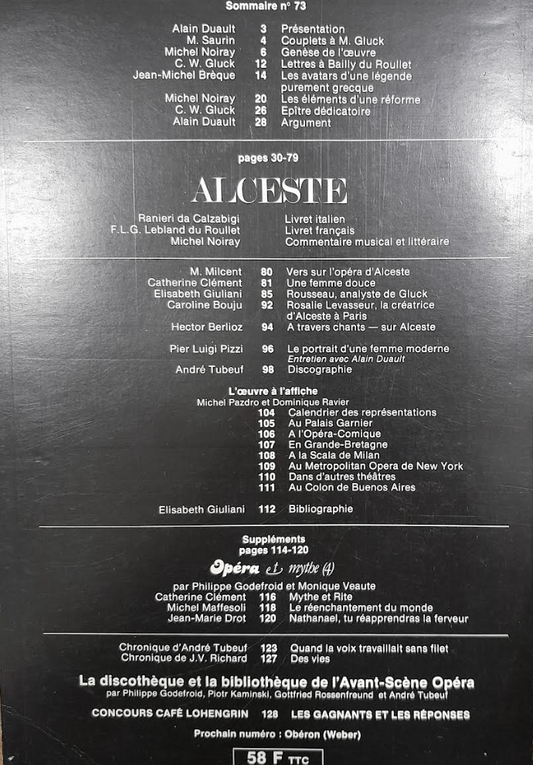 Sommaire n° 73
Alain Duault 3 Présentation
M. Saurin 4 Couplets à M. Gluck
Michel Noiray 6 Genèse de l'œuvre
C. W. Gluck 12 Lettres à Bailly du Roullet
Jean-Michel Brèque 14 Les avatars d'une légende
purement grecque
Michel Noiray 20 Les éléments d'une réforme
C. W. Gluck 26 Epître dédicatoire
Alain Duault 28 Argument
pages 30-79
ALCESTE
Ranieri da Calzabigi Livret italien
F.L.G. Lebland du Roullet Livret français
Michel Noiray Commentaire musical et littéraire
M. Milcent 80 Vers sur l'opéra d'Alceste
Catherine Clément 81 Une femme douce
Elisabeth Giuliani 85 Rousseau, analyste de Gluck
Caroline Bouju 92 Rosalie Levasseur, la créatrice
d'Alceste à Paris
Hector Berlioz 94 A travers chants — sur Alceste
Pier Luigi Pizzi 96 Le portrait d'une femme moderne
Entretien avec Alain Duault
André Tubeuf 98 Discographie
L'œuvre à l'affiche
Michel Pazdro et Dominique Ravier
104 Calendrier des représentations
105 Au Palais Garnier
106 A l'Opéra-Comique
107 En Grande-Bretagne
108 A la Scala de Milan
109 Au Metropolitan Opera de New York
110 Dans d'autres théâtres
111 Au Colon de Buenos Aires
Elisabeth Giuliani 112 Bibliographie
Suppléments
pages 114-120
Opéra et mythe (4)
par Philippe Godefroid et Monique Veaute
Catherine Clément 116 Mythe et Rite
Michel Maffesoli 118 Le réenchantement du monde
Jean-Marie Drot 120 Nathanael, tu réapprendras la ferveur
Chronique d'André Tubeuf 123 Quand la voix travaillait sans filet
Chronique de J.V. Richard 127 Des vies
La discothèque et la bibliothèque de l'Avant-Scène Opéra
par Philippe Godefroid, Piotr Kaminski, Gottfried Rossenfreund et André Tubeuf
CONCOURS CAFÉ LOHENGRIN 128 LES GAGNANTS ET LES RÉPONSES
Prochain numéro : Obéron (Weber)
58 F TTC